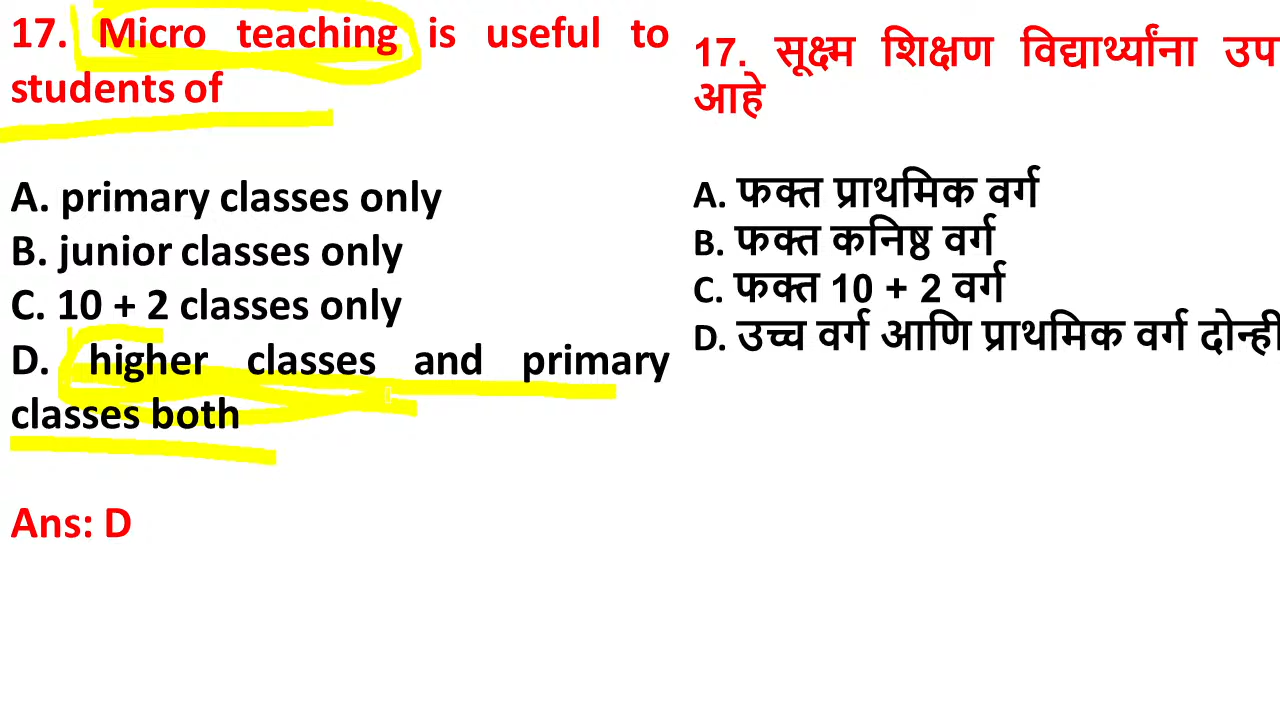 17. Micro teaching is useful to
students of
A. primary classes only
B. junior classes only
C. 10 + 2 classes only
D. higher classes and primary
classes both
Ans: D
17. सूक्ष्म शिक्षण विद्यार्थ्यांना
आहे
A. फक्त प्राथमिक वर्ग
B. फक्त कनिष्ठ वर्ग
C. फक्त 10 + 2 वर्ग
D. उच्च वर्ग आणि प्राथमिक वर्ग दोन्ही